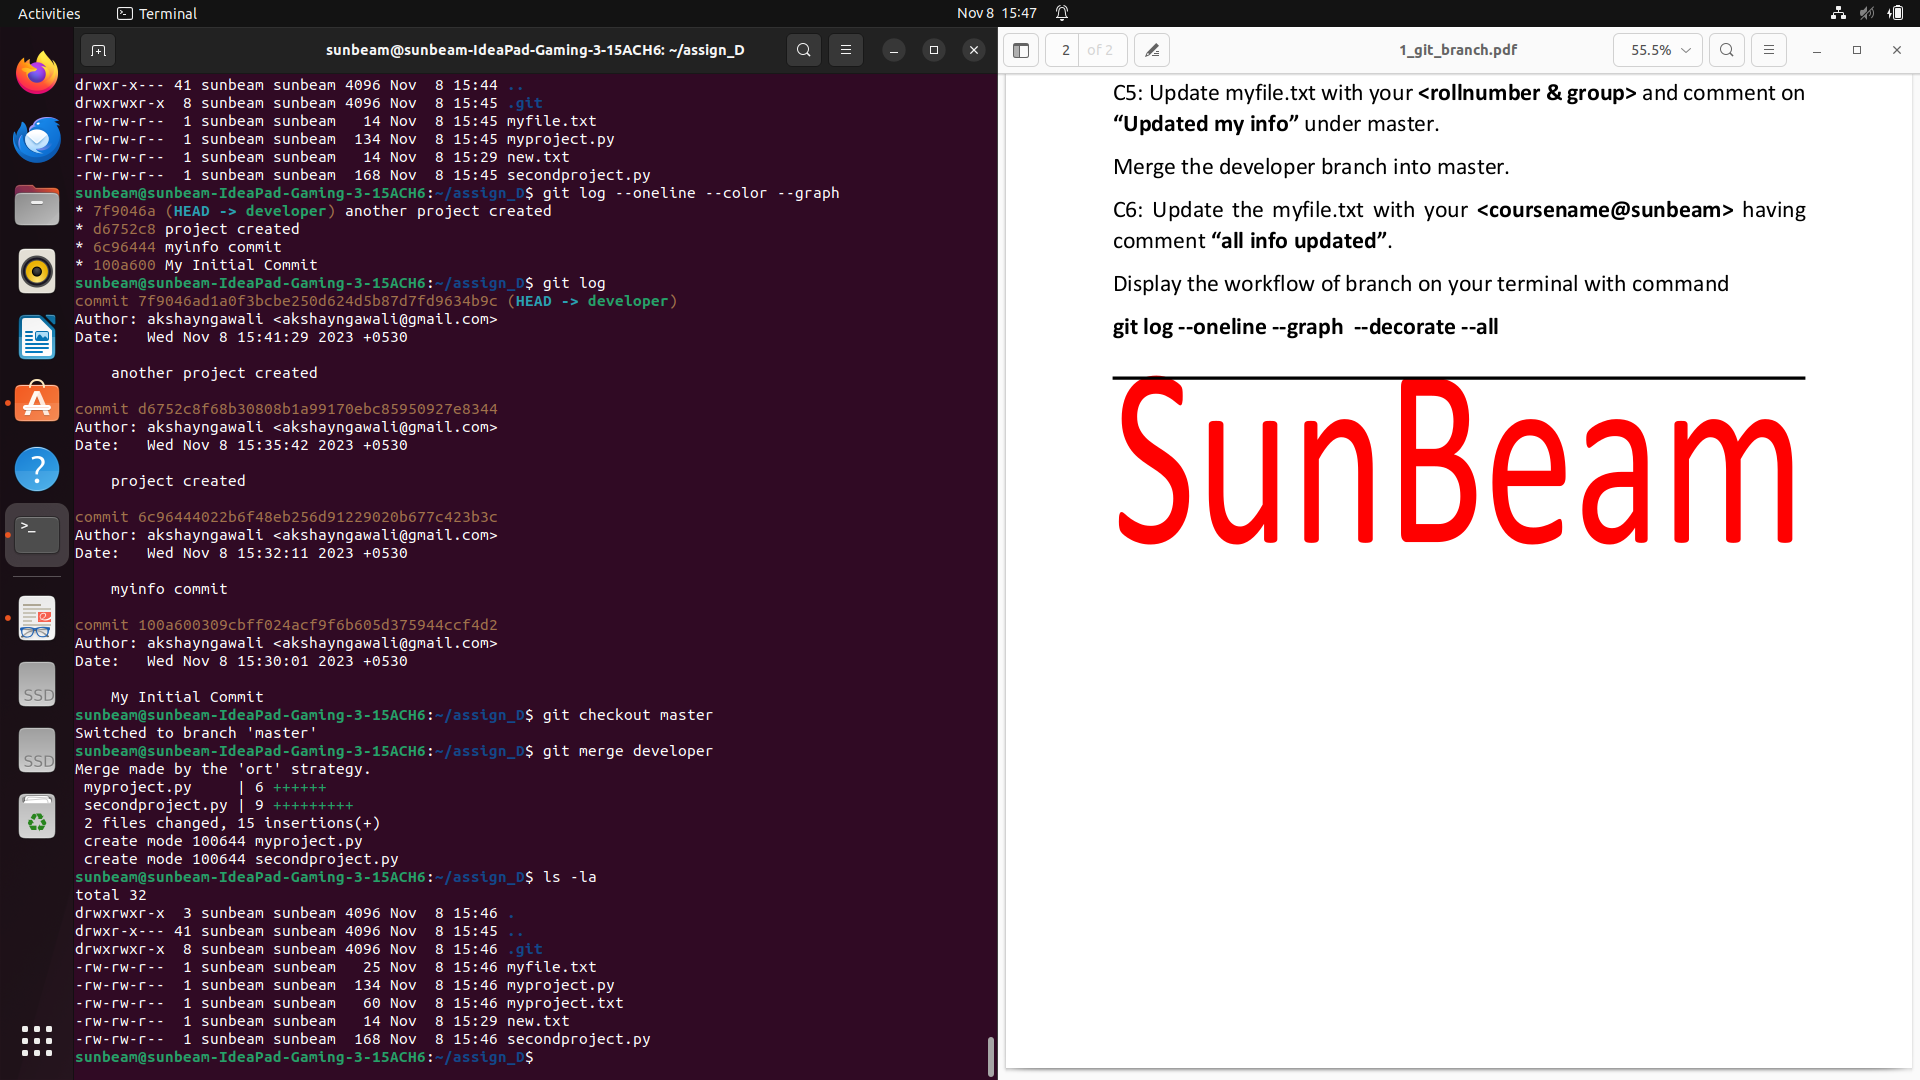 Activities
Terminal
Nov 8 15:47
sunbeam@sunbeam-IdeaPad-Gaming-3-15ACH6: ~/assign_D
drwxr-x--- 41 sunbeam sunbeam 4096 Nov  8 15:44 ..
drwxrwxr-x  8 sunbeam sunbeam 4096 Nov  8 15:45 .git
-rw-rw-r--  1 sunbeam sunbeam   14 Nov  8 15:45 myfile.txt
-rw-rw-r--  1 sunbeam sunbeam  134 Nov  8 15:45 myproject.py
-rw-rw-r--  1 sunbeam sunbeam   14 Nov  8 15:29 new.txt
-rw-rw-r--  1 sunbeam sunbeam  168 Nov  8 15:45 secondproject.py
sunbeam@sunbeam-IdeaPad-Gaming-3-15ACH6:~/assign_D$ git log --oneline --color --graph
* 7f9046a (HEAD -> developer) another project created
* d6752c8 project created
* 6c96444 myinfo commit
* 100a600 My Initial Commit
sunbeam@sunbeam-IdeaPad-Gaming-3-15ACH6:~/assign_D$ git log
commit 7f9046ad1a0f3bcbe250d624d5b87d7fd9634b9c (HEAD -> developer)
Author: akshayngawali <akshayngawali@gmail.com>
Date:   Wed Nov 8 15:41:29 2023 +0530
another project created
commit d6752c8f68b30808b1a99170ebc85950927e8344
Author: akshayngawali <akshayngawali@gmail.com>
Date:   Wed Nov 8 15:35:42 2023 +0530
project created
commit 6c96444022b6f48eb256d91229020b677c423b3c
Author: akshayngawali <akshayngawali@gmail.com>
Date:   Wed Nov 8 15:32:11 2023 +0530
myinfo commit
commit 100a600309cbff024acf9f6b605d375944ccf4d2
Author: akshayngawali <akshayngawali@gmail.com>
Date:   Wed Nov 8 15:30:01 2023 +0530
My Initial Commit
sunbeam@sunbeam-IdeaPad-Gaming-3-15ACH6:~/assign_D$ git checkout master
Switched to branch 'master'
sunbeam@sunbeam-IdeaPad-Gaming-3-15ACH6:~/assign_D$ git merge developer
Merge made by the 'ort' strategy.
myproject.py     | 6 ++++++
secondproject.py | 9 +++++++++
2 files changed, 15 insertions(+)
create mode 100644 myproject.py
create mode 100644 secondproject.py
sunbeam@sunbeam-IdeaPad-Gaming-3-15ACH6:~/assign_D$ ls -la
total 32
drwxrwxr-x  3 sunbeam sunbeam 4096 Nov  8 15:46 .
drwxr-x--- 41 sunbeam sunbeam 4096 Nov  8 15:45 ..
drwxrwxr-x  8 sunbeam sunbeam 4096 Nov  8 15:46 .git
-rw-rw-r--  1 sunbeam sunbeam   25 Nov  8 15:46 myfile.txt
-rw-rw-r--  1 sunbeam sunbeam  134 Nov  8 15:46 myproject.py
-rw-rw-r--  1 sunbeam sunbeam   60 Nov  8 15:46 myproject.txt
-rw-rw-r--  1 sunbeam sunbeam   14 Nov  8 15:29 new.txt
-rw-rw-r--  1 sunbeam sunbeam  168 Nov  8 15:46 secondproject.py
sunbeam@sunbeam-IdeaPad-Gaming-3-15ACH6:~/assign_D$
SSD
SSD
2 of 2
1_git_branch.pdf
55.5%
C5: Update myfile.txt with your <rollnumber & group> and comment on
“Updated my info” under master.
Merge the developer branch into master.
C6: Update the myfile.txt with your <coursename@sunbeam> having
comment “all info updated”.
Display the workflow of branch on your terminal with command
git log --oneline --graph  --decorate --all
SunBeam